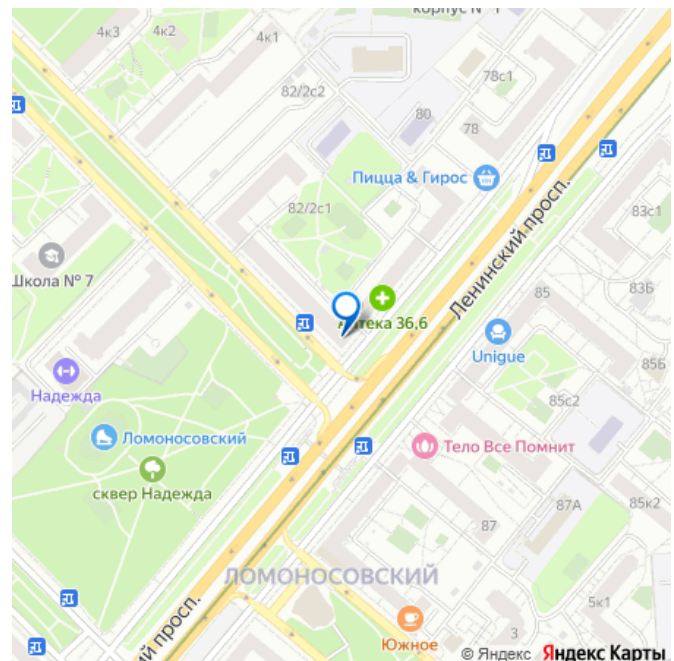 корпус № 1
4к3
4к2
4к1
78с1
82/2с2
80
78
Пицца & Гирос
82/2с1
83с1
Ленинский просп.
Школа № 7
83Б
85
Аптека 36,6
Unigue
85Б
Надежда
85с2
Ломоносовский
Тело Все Помнит
сквер Надежда
87А
85к2
87
ЛОМОНОСОВСКИЙ
5к1
ий просп.
3
Южное
© Яндекс Яндекс Карты